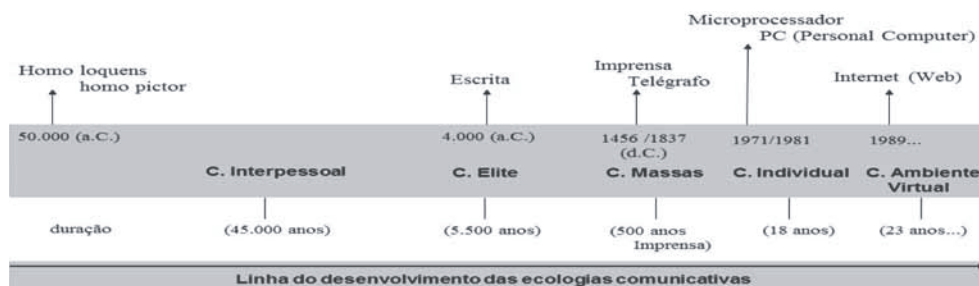 Microprocessador
PC (Personal Computer)
Homo loquens
homo pictor
Escrita
Imprensa
Telégrafo
Internet (Web)
50.000 (a.C.)
4.000 (a.C.)
1456 /1837
(d.C.)
1971/1981
1989...
C. Interpessoal
C. Elite
C. Massas
C. Individual
C. Ambiente
Virtual
duração
(45.000 anos)
(5.500 anos)
(500 anos
Imprensa)
(18 anos)
(23 anos...)
Linha do desenvolvimento das ecologias comunicativas